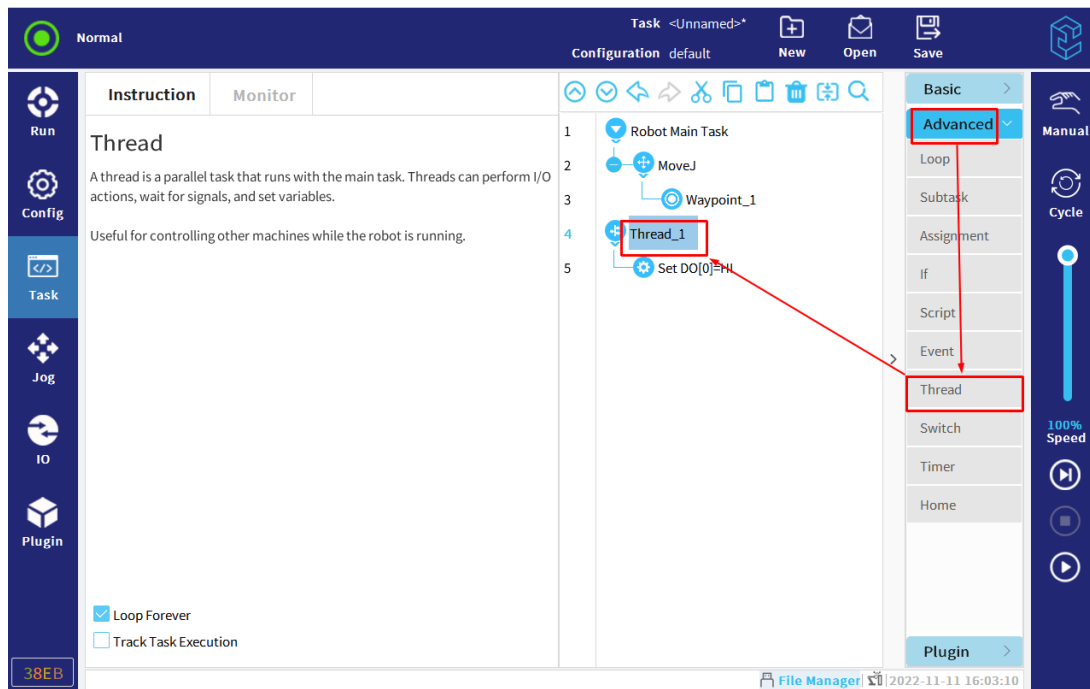 Normal
Task <Unnamed>*
Configuration default
New
Open
Save
Run
Config
Task
Jog
IO
Plugin
38EB
Instruction
Monitor
Thread
A thread is a parallel task that runs with the main task. Threads can perform I/O
actions, wait for signals, and set variables.
Useful for controlling other machines while the robot is running.
Loop Forever
Track Task Execution
1 Robot Main Task
2 MoveJ
3 Waypoint_1
4 Thread_1
5 Set DO[0]=HI
Basic
Advanced
Loop
Subtask
Assignment
If
Script
Event
Thread
Switch
Timer
Home
Plugin
Manual
Cycle
100%
Speed
File Manager
2022-11-11 16:03:10